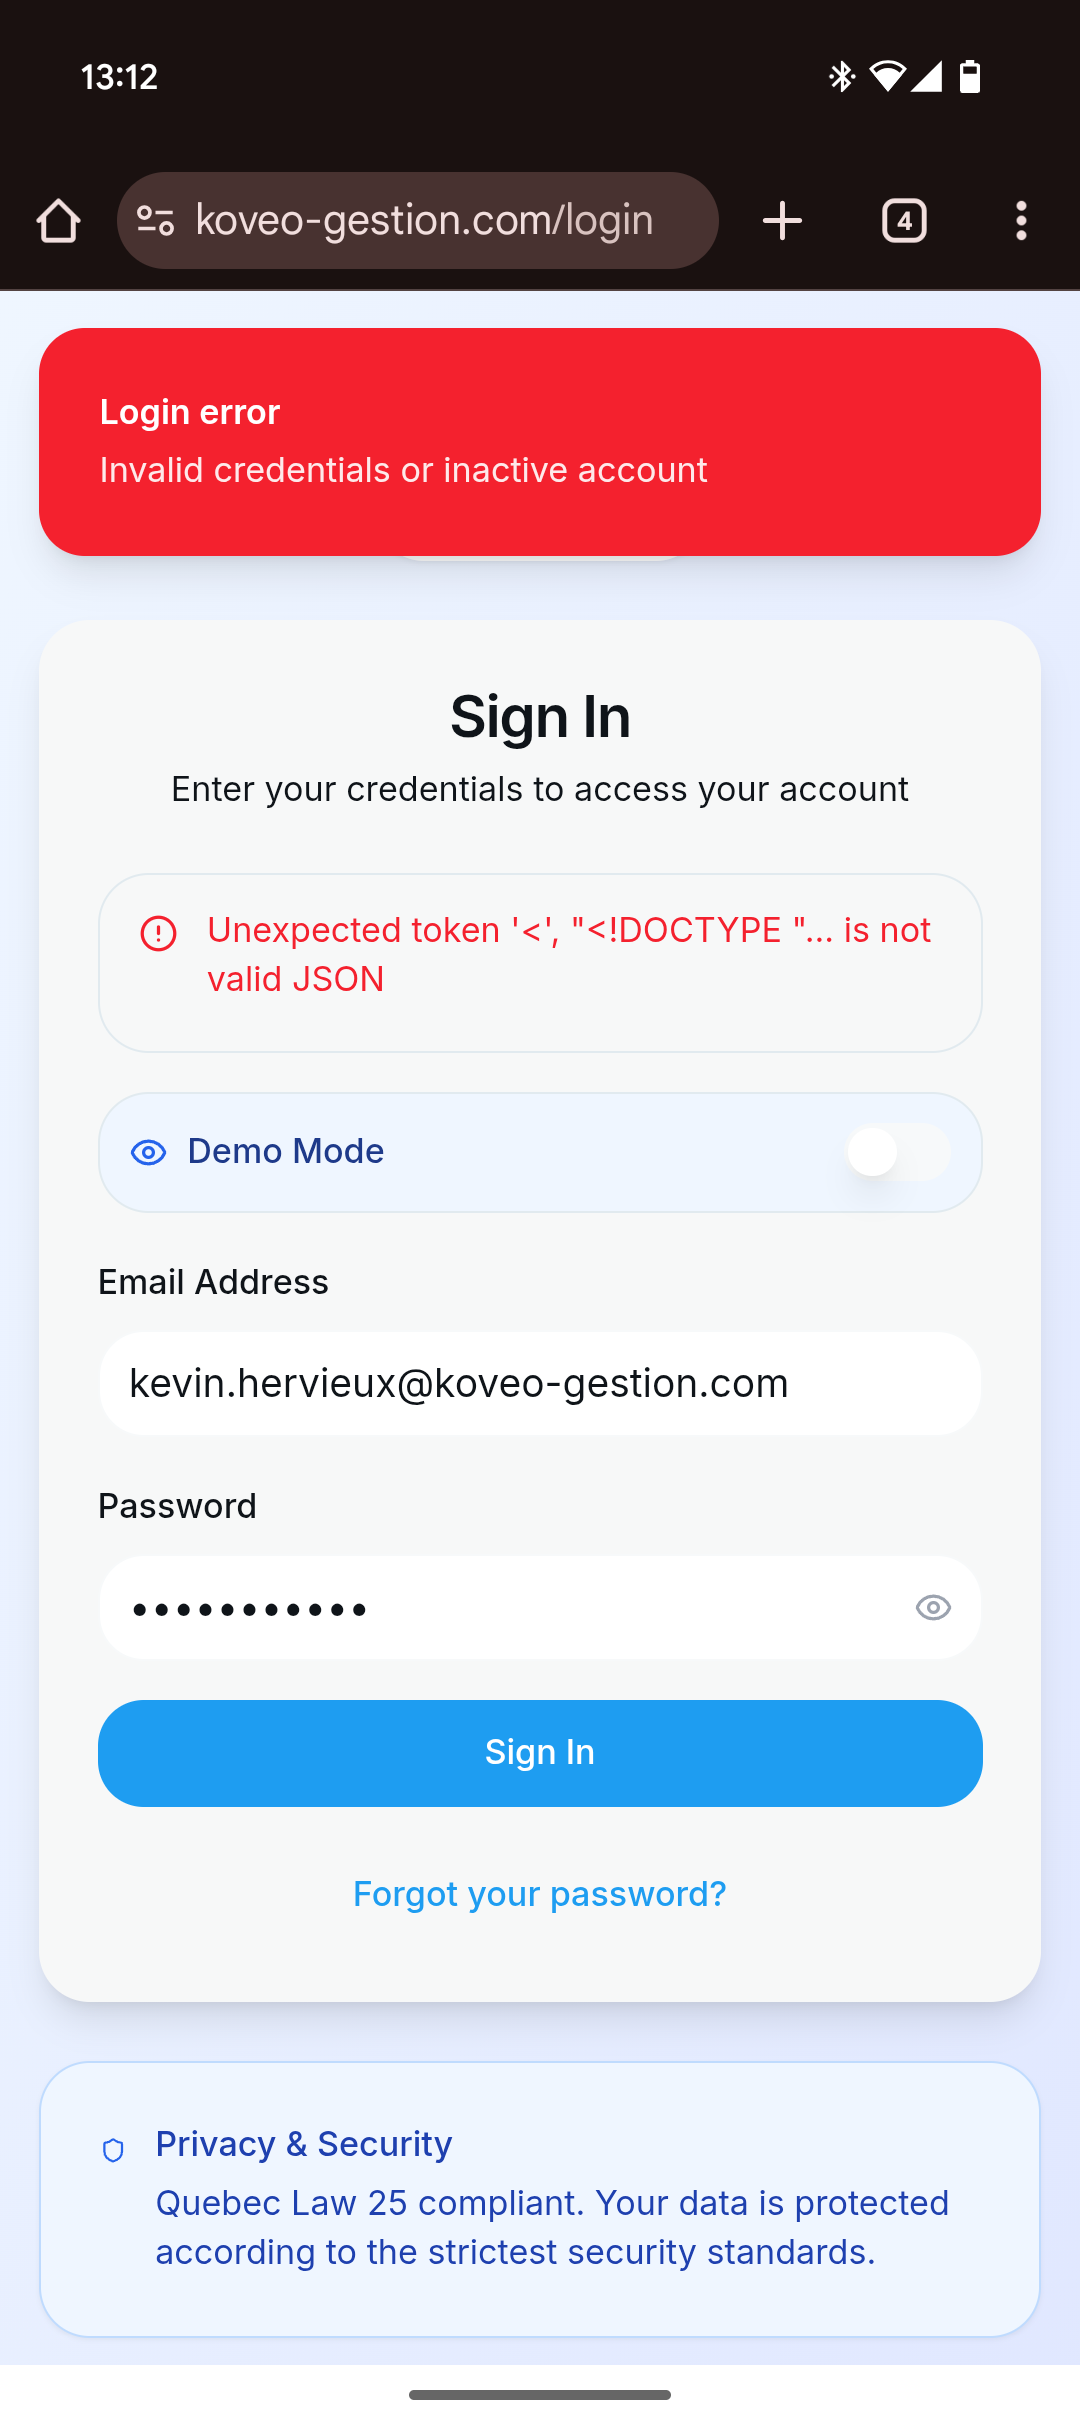 13:12
koveo-gestion.com/login
4
Login error
Invalid credentials or inactive account
Sign In
Enter your credentials to access your account
Unexpected token '<', "<!DOCTYPE "... is not
valid JSON
Demo Mode
Email Address
kevin.hervieux@koveo-gestion.com
Password
•••••••••••
Sign In
Forgot your password?
Privacy & Security
Quebec Law 25 compliant. Your data is protected
according to the strictest security standards.